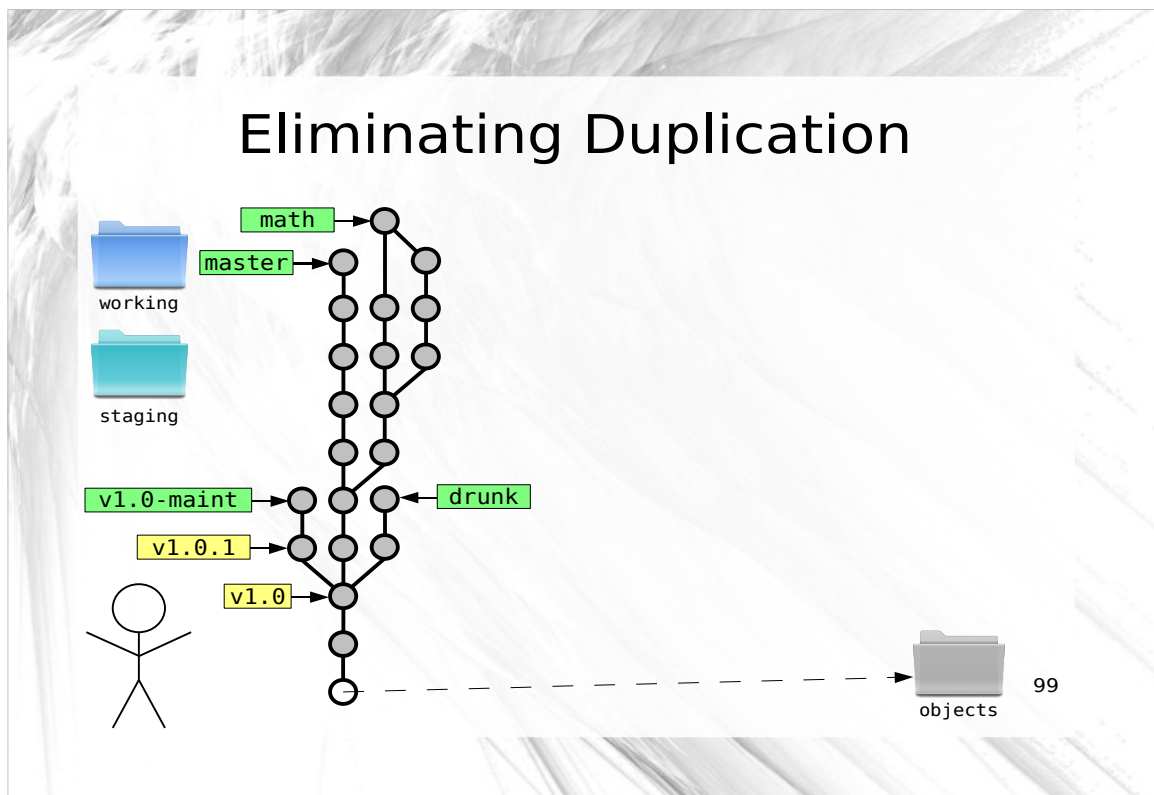 Eliminating Duplication
math
master
working
staging
v1.0-maint
drunk
v1.0.1
v1.0
99
objects